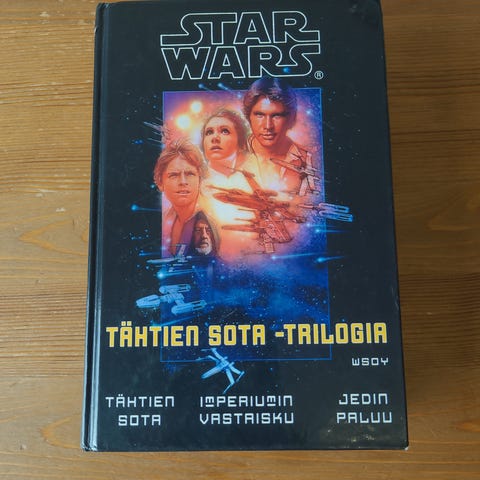 STAR
WARS®
TÄHTIEN SOTA -TRILOGIA
WSOY
TÄHTIEN SOTA
IMPERIUMIN VASTAISKU
JEDIN PALUU